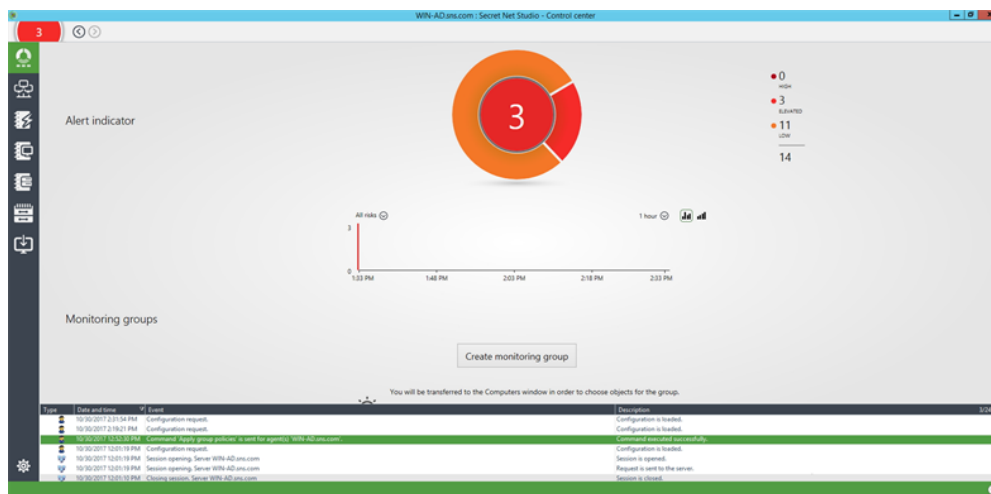 WIN-AD.sns.com : Secret Net Studio - Control center
3
Alert indicator
3
0
HIGH
3
ELEVATED
11
LOW
14
All risks
1 hour
3
0
1:33 PM 1:48 PM 2:03 PM 2:18 PM 2:33 PM
Monitoring groups
Create monitoring group
You will be transferred to the Computers window in order to choose objects for the group.
Type Date and time Event Description 3/24
10/30/2017 2:31:54 PM Configuration request. Configuration is loaded.
10/30/2017 2:19:21 PM Configuration request. Configuration is loaded.
10/30/2017 12:52:30 PM Command 'Apply group policies' is sent for agent(s) 'WIN-AD.sns.com'. Command executed successfully.
10/30/2017 12:01:19 PM Configuration request. Configuration is loaded.
10/30/2017 12:01:19 PM Session opening. Server WIN-AD.sns.com Session is opened.
10/30/2017 12:01:19 PM Session opening. Server WIN-AD.sns.com Request is sent to the server.
10/30/2017 12:01:10 PM Closing session. Server WIN-AD.sns.com Session is closed.